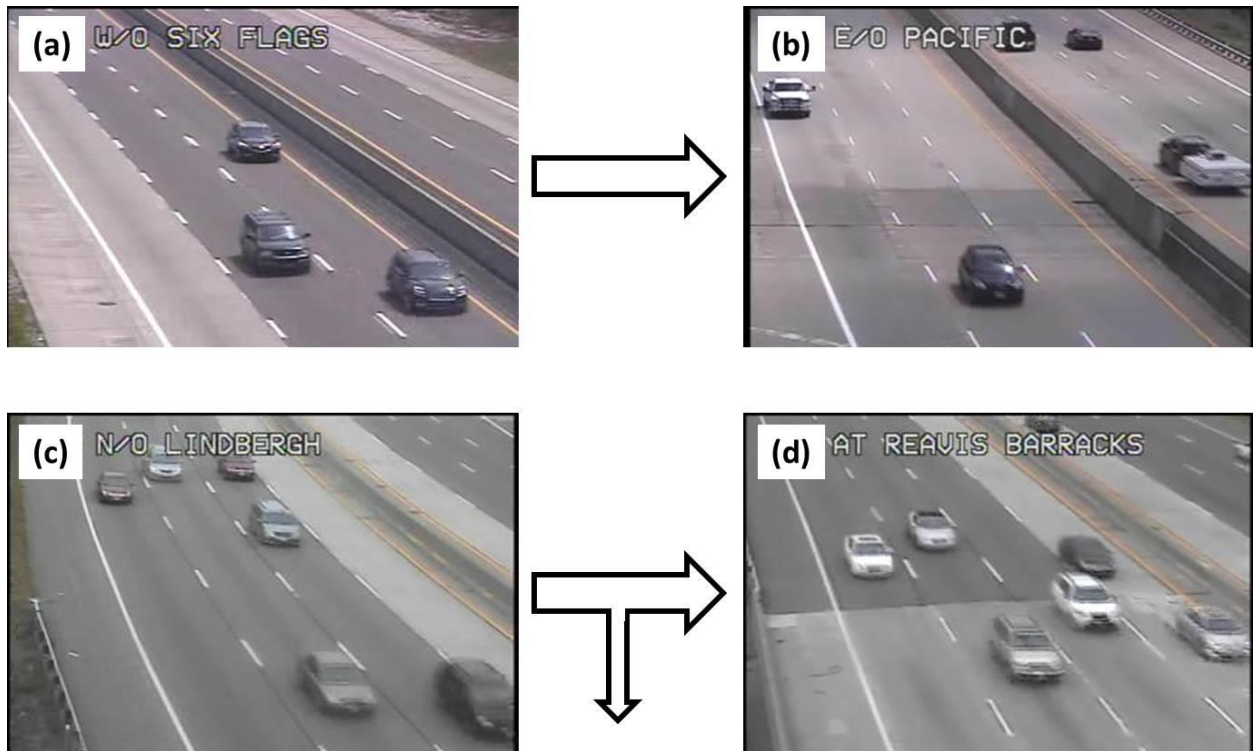 (a) W/O SIX FLAGS
(b) E/O PACIFIC
(c) N/O LINDBERGH
(d) AT REAVIS BARRACKS